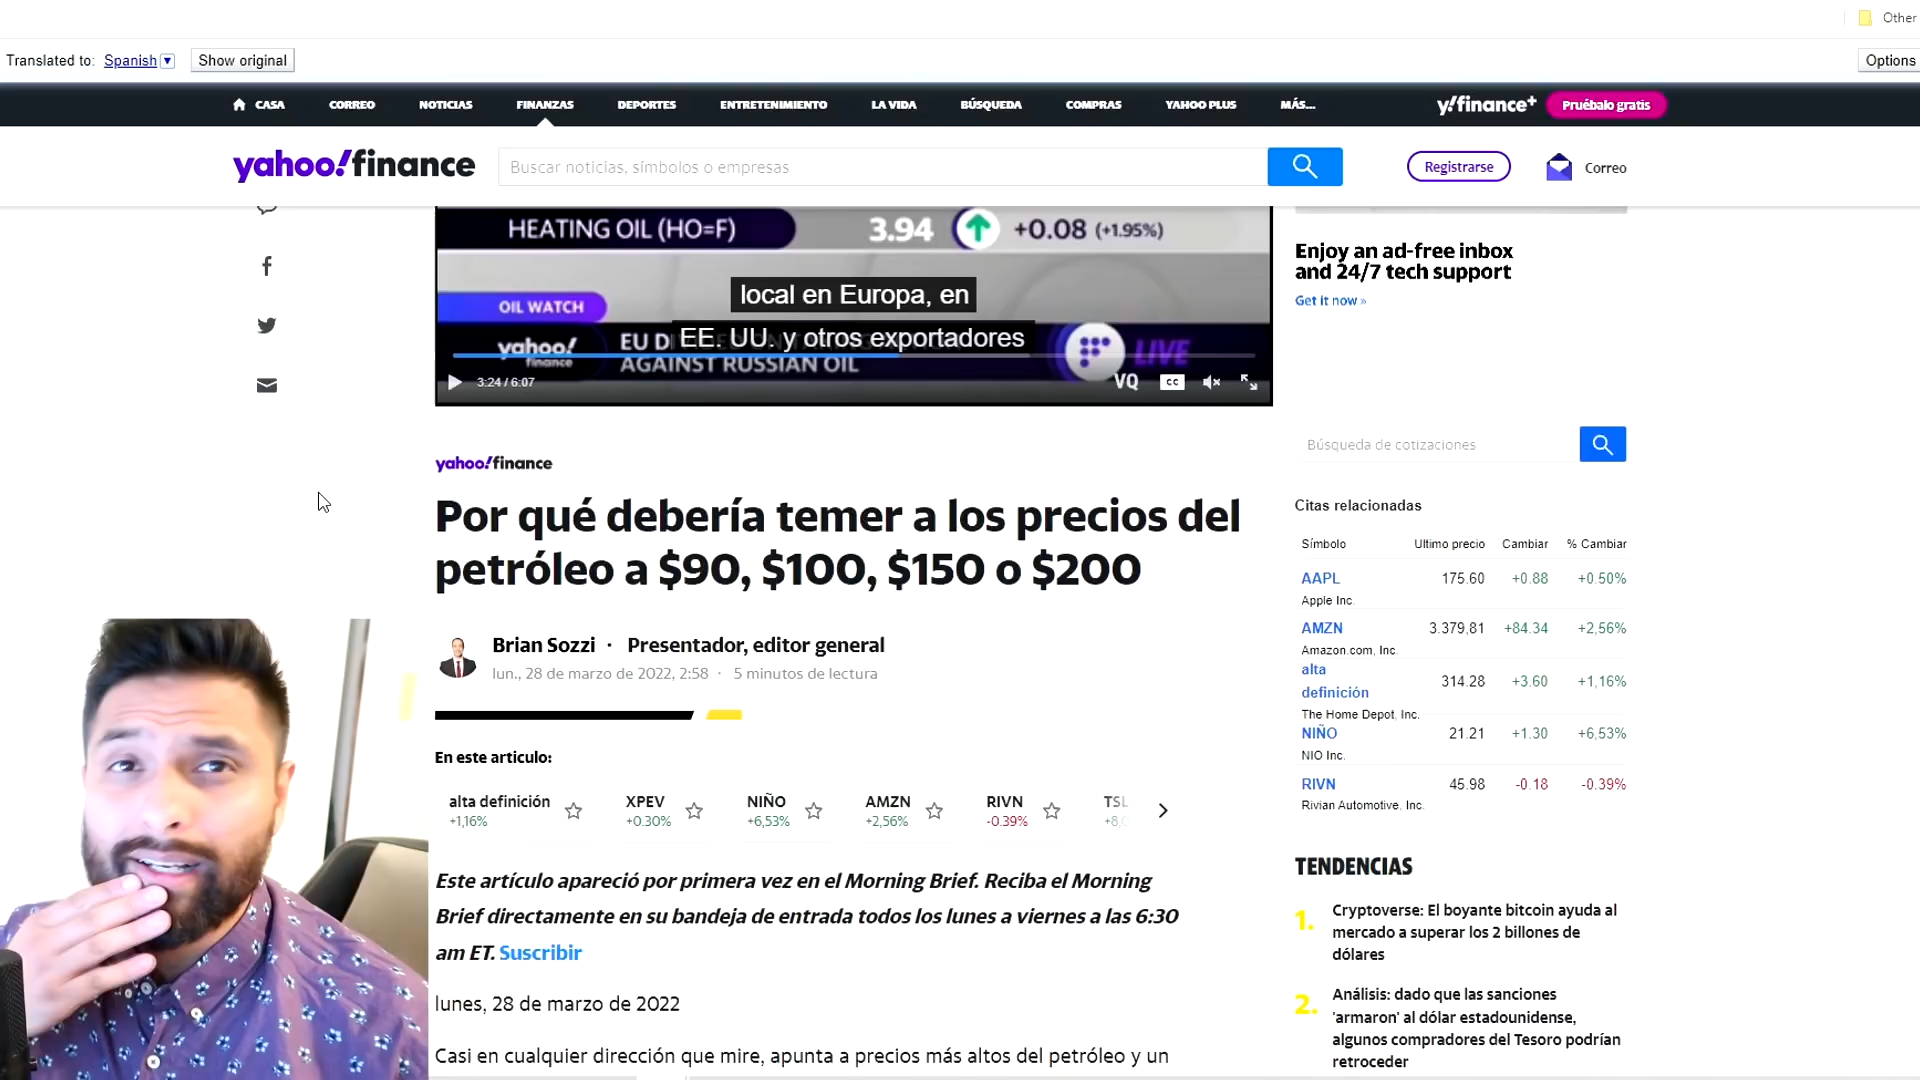 Other
Translated to: Spanish Show original Options
CASA CORREO NOTICIAS FINANZAS DEPORTES ENTRETENIMIENTO LA VIDA BÚSQUEDA COMPRAS YAHOO PLUS MÁS... y!finance+ Pruébalo gratis
yahoo!finance Buscar noticias, símbolos o empresas Registrarse Correo
HEATING OIL (HO=F) 3.94 +0.08 (+1.95%)
local en Europa, en
OIL WATCH
EE. UU. y otros exportadores
yahoo! finance EU
AGAINST RUSSIAN OIL LIVE
3:24 / 6:07 VQ CC
Enjoy an ad-free inbox
and 24/7 tech support
Get it now »
yahoo!finance
Por qué debería temer a los precios del
petróleo a $90, $100, $150 o $200
Brian Sozzi · Presentador, editor general
lun., 28 de marzo de 2022, 2:58 · 5 minutos de lectura
En este articulo:
alta definición XPEV NIÑO AMZN RIVN
+1,16% +0.30% +6,53% +2,56% -0.39%
Este artículo apareció por primera vez en el Morning Brief. Reciba el Morning
Brief directamente en su bandeja de entrada todos los lunes a viernes a las 6:30
am ET. Suscribir
lunes, 28 de marzo de 2022
Casi en cualquier dirección que mire, apunta a precios más altos del petróleo y un
Búsqueda de cotizaciones
Citas relacionadas
Símbolo Ultimo precio Cambiar % Cambiar
AAPL 175.60 +0.88 +0.50%
Apple Inc.
AMZN 3.379,81 +84.34 +2,56%
Amazon.com, Inc.
alta
definición 314.28 +3.60 +1,16%
The Home Depot, Inc.
NIÑO 21.21 +1.30 +6,53%
NIO Inc.
RIVN 45.98 -0.18 -0.39%
Rivian Automotive, Inc.
TENDENCIAS
1. Cryptoverse: El boyante bitcoin ayuda al
mercado a superar los 2 billones de
dólares
2. Análisis: dado que las sanciones
'armaron' al dólar estadounidense,
algunos compradores del Tesoro podrían
retroceder